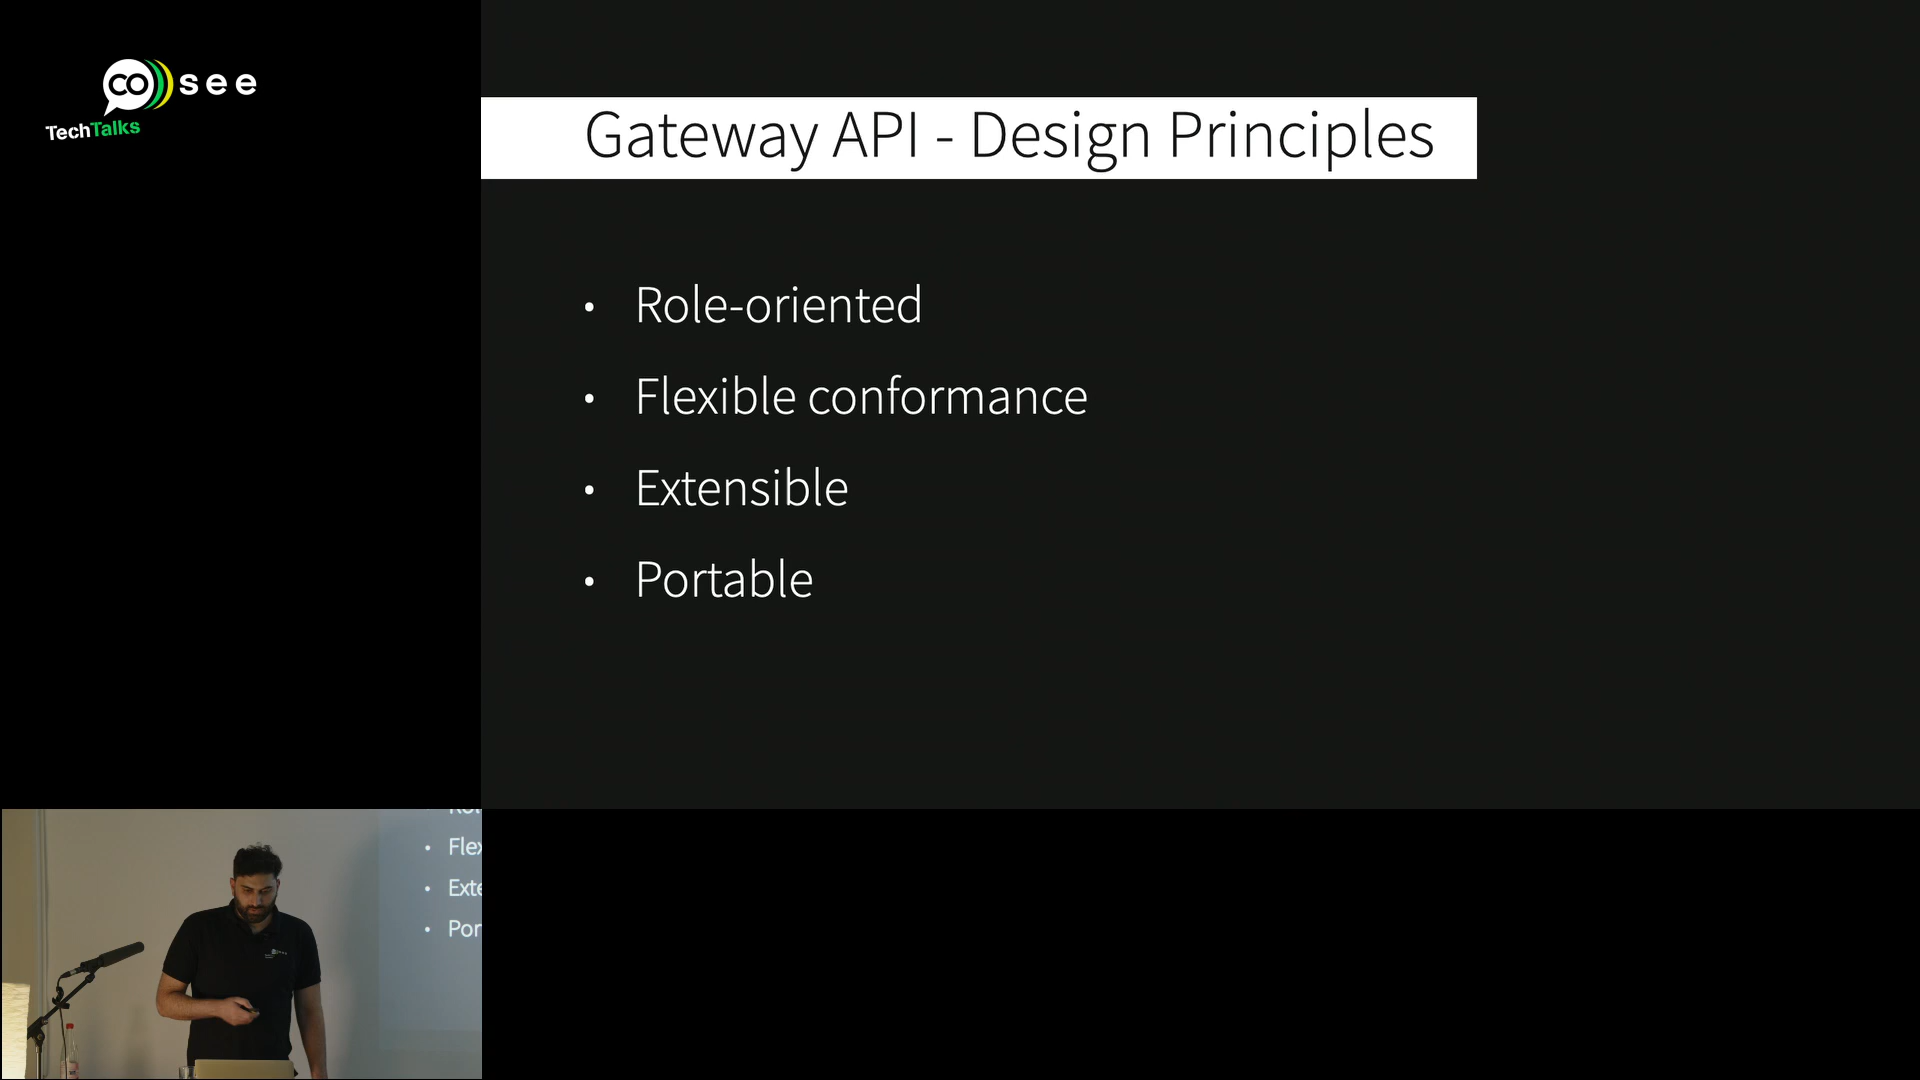 co see
TechTalks
Gateway API - Design Principles
• Role-oriented
• Flexible conformance
• Extensible
• Portable
• Flex
• Exte
• Por